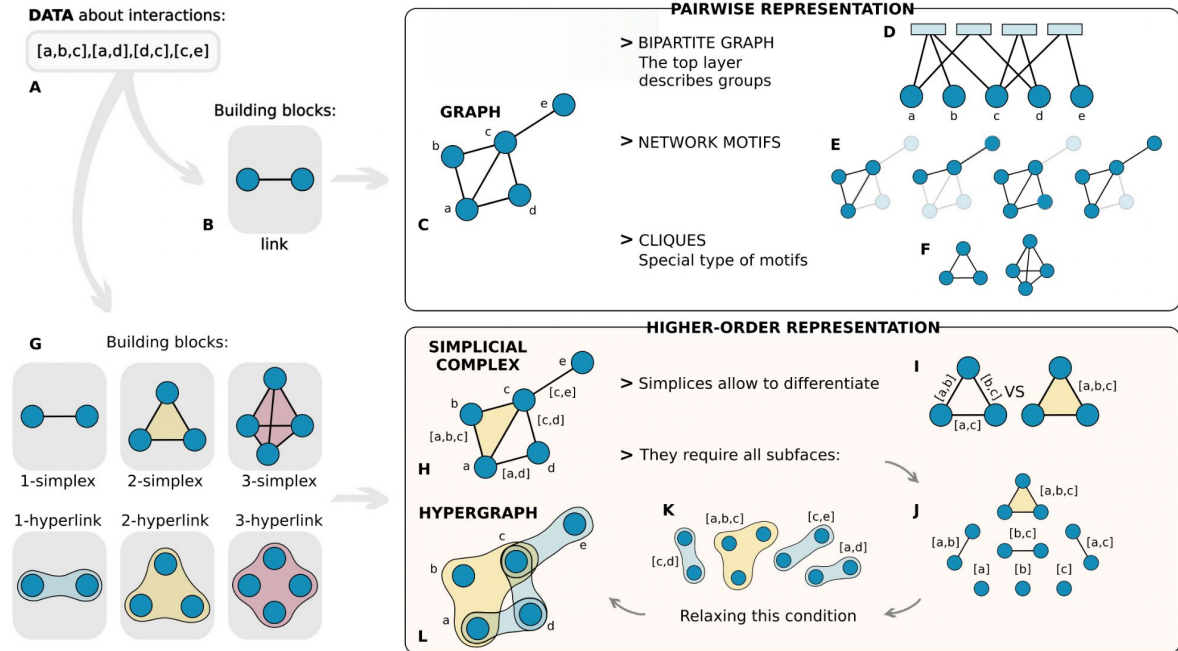 DATA about interactions:
[a,b,c],[a,d],[d,c],[c,e]
A
Building blocks:
B
link
PAIRWISE REPRESENTATION
GRAPH
e
c
b
a
d
C
> BIPARTITE GRAPH
The top layer
describes groups
D
a b c d e
> NETWORK MOTIFS
E
> CLIQUES
Special type of motifs
F
G
Building blocks:
1-simplex 2-simplex 3-simplex
1-hyperlink 2-hyperlink 3-hyperlink
HIGHER-ORDER REPRESENTATION
SIMPLICIAL
COMPLEX
e
c
[c,e]
b
[c,d]
[a,b,c]
a
[a,d]
d
H
> Simplices allow to differentiate
I
[a,b]
[b,c]
[a,c]
VS
[a,b,c]
> They require all subfaces:
J
[a,b,c]
[a,b]
[b,c]
[a,c]
[a] [b] [c]
HYPERGRAPH
c
e
b
a
d
L
K
[c,d]
[a,b,c]
[c,e]
[a,d]
Relaxing this condition